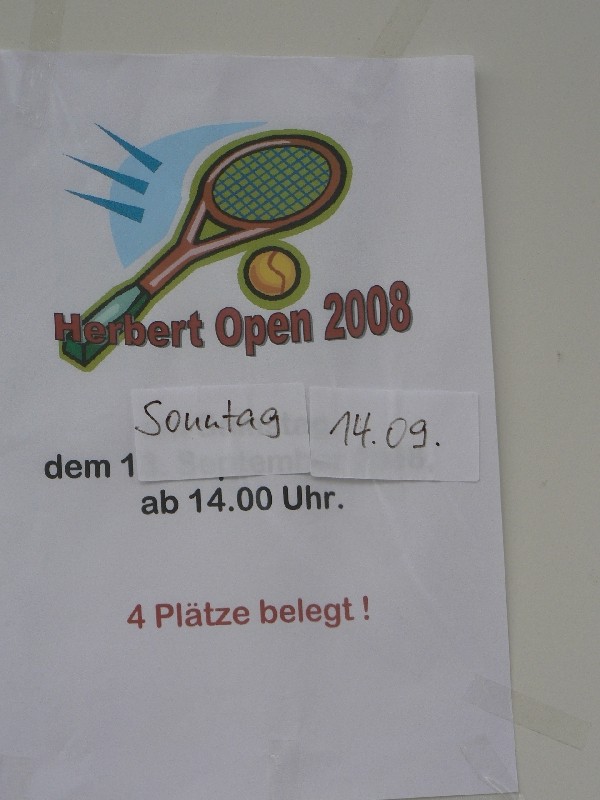 Herbert Open 2008
Sonntag 14.09.
dem 1
ab 14.00 Uhr.
4 Plätze belegt !